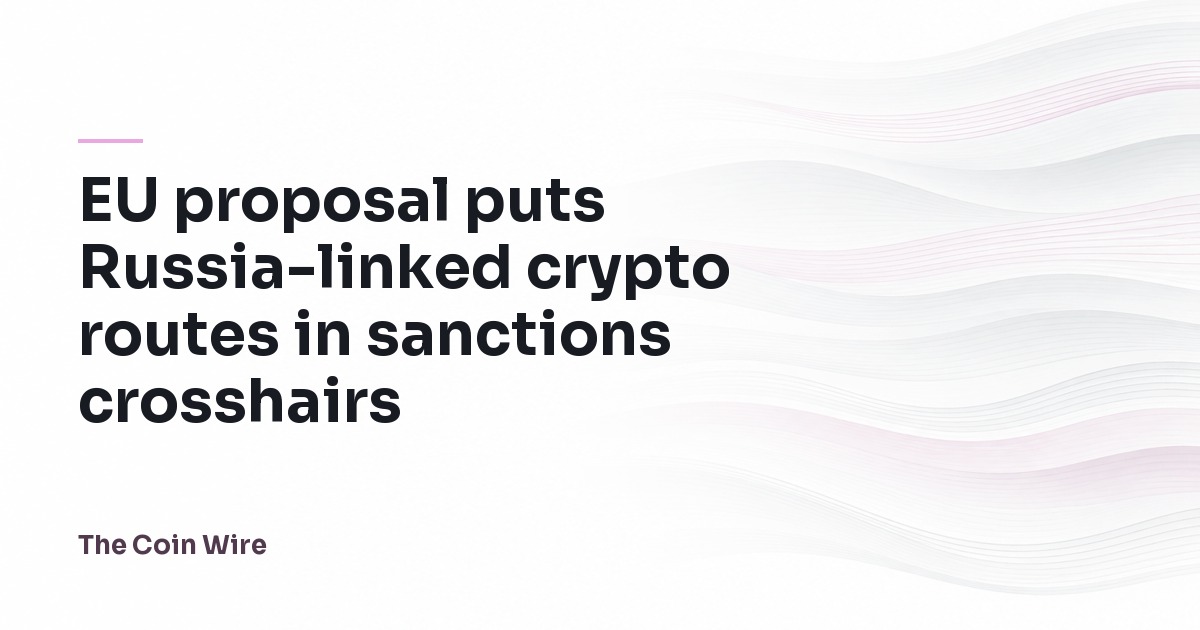 EU proposal puts
Russia-linked crypto
routes in sanctions
crosshairs
The Coin Wire